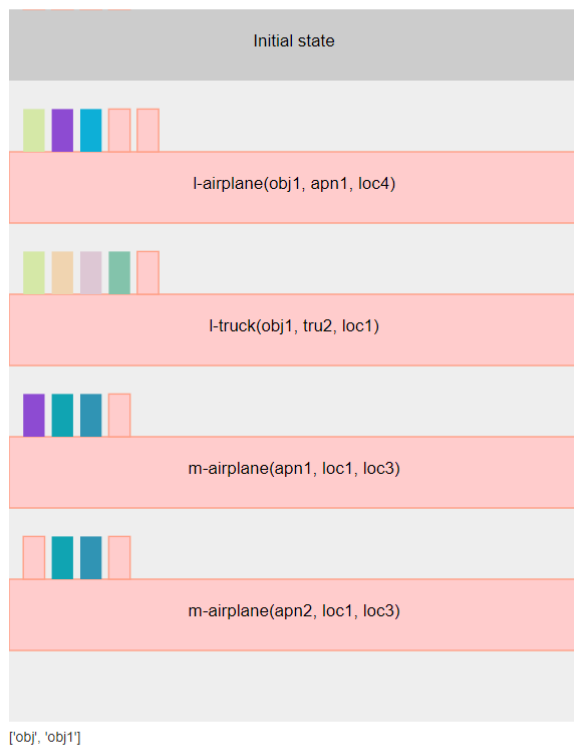 Initial state
l-airplane(obj1, apn1, loc4)
l-truck(obj1, tru2, loc1)
m-airplane(apn1, loc1, loc3)
m-airplane(apn2, loc1, loc3)
['obj', 'obj1']